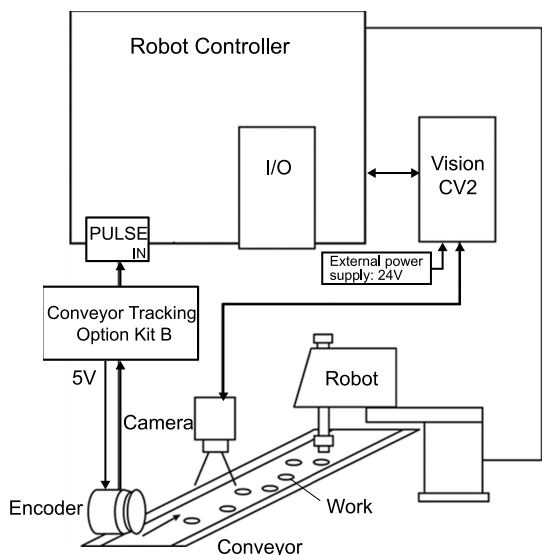 Robot Controller
I/O
Vision
CV2
PULSE
IN
External power
supply: 24V
Conveyor Tracking
Option Kit B
5V
Camera
Robot
Encoder
Work
Conveyor